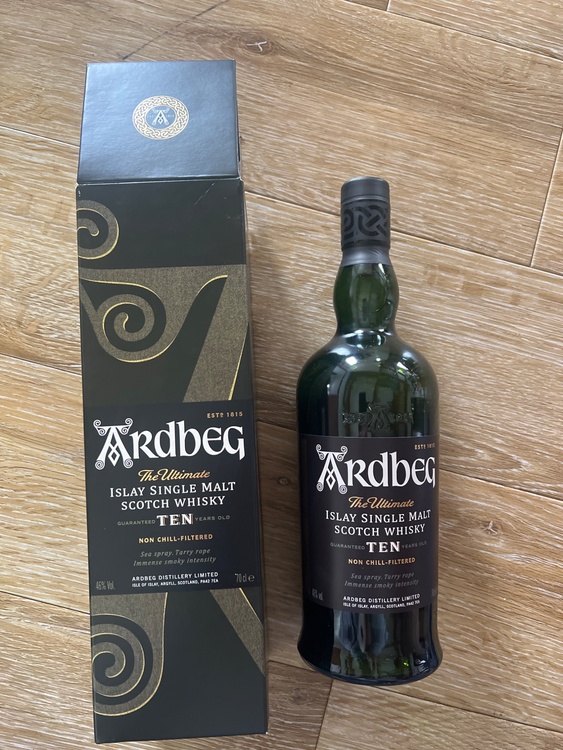 ESTD 1815
ARDBEG
The Ultimate
ISLAY SINGLE MALT
SCOTCH WHISKY
GUARANTEED TEN YEARS OLD
NON CHILL-FILTERED
Sea spray. Tarry rope
Immense smoky intensity
46% Vol
ARDBEG DISTILLERY LIMITED
ISLE OF ISLAY, ARGYLL, SCOTLAND, PA42 7EA
70 cl e
ESTD 1815
ARDBEG
The Ultimate
ISLAY SINGLE MALT
SCOTCH WHISKY
GUARANTEED TEN YEARS OLD
NON CHILL-FILTERED
Sea spray. Tarry rope
Immense smoky intensity
ARDBEG DISTILLERY LIMITED
ISLE OF ISLAY, ARGYLL, SCOTLAND, PA42 7EA